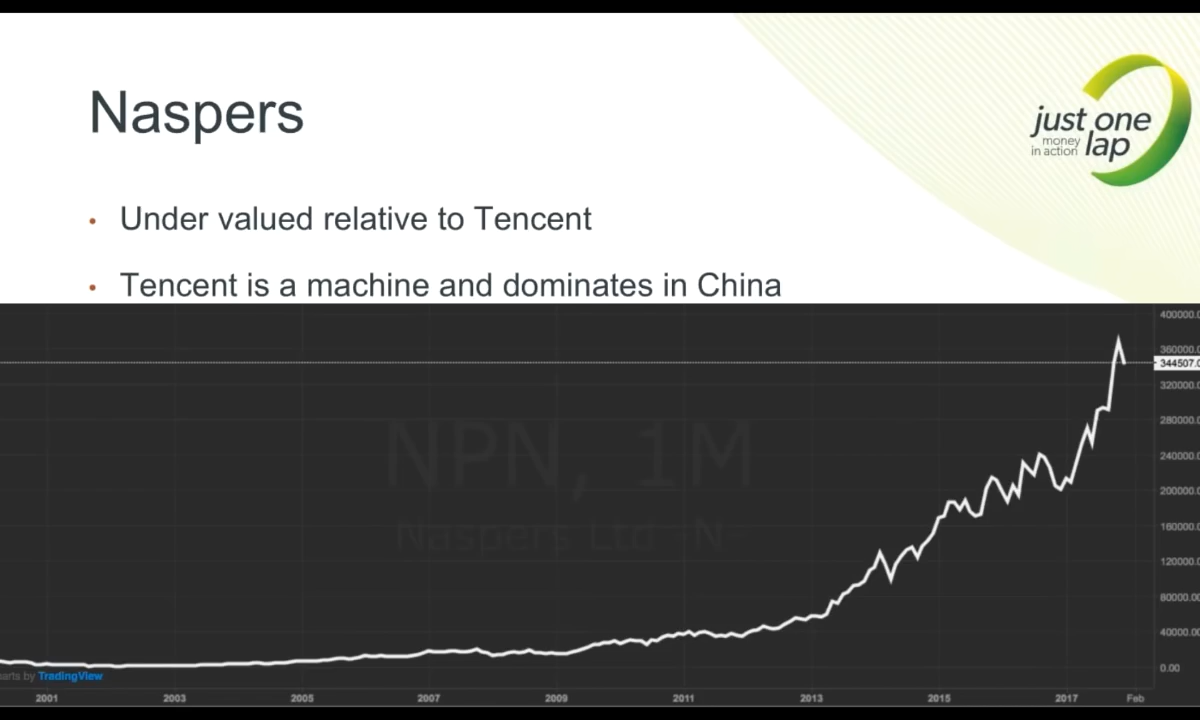 Naspers
just one
money
in action lap
• Under valued relative to Tencent
• Tencent is a machine and dominates in China
400000.0
360000.0
344507.0
320000.0
280000.0
240000.0
200000.0
160000.0
120000.0
80000.00
40000.00
0.00
NPN, 1M
Naspers Ltd -N-
arts by TradingView
2001 2003 2005 2007 2009 2011 2013 2015 2017 Feb